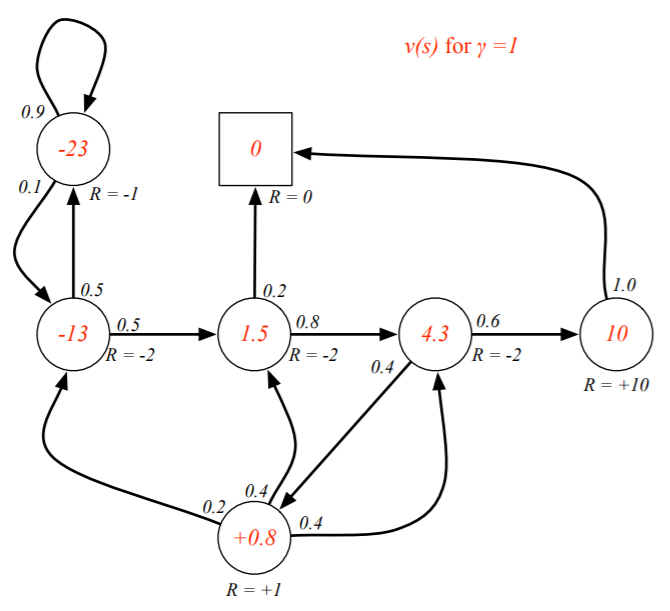 v(s) for γ =1
0.9
-23
0
0.1
R = -1
R = 0
0.5
0.2
1.0
-13
0.5
1.5
0.8
4.3
0.6
10
R = -2
R = -2
R = -2
0.4
R = +10
0.2
0.4
+0.8
0.4
R = +1